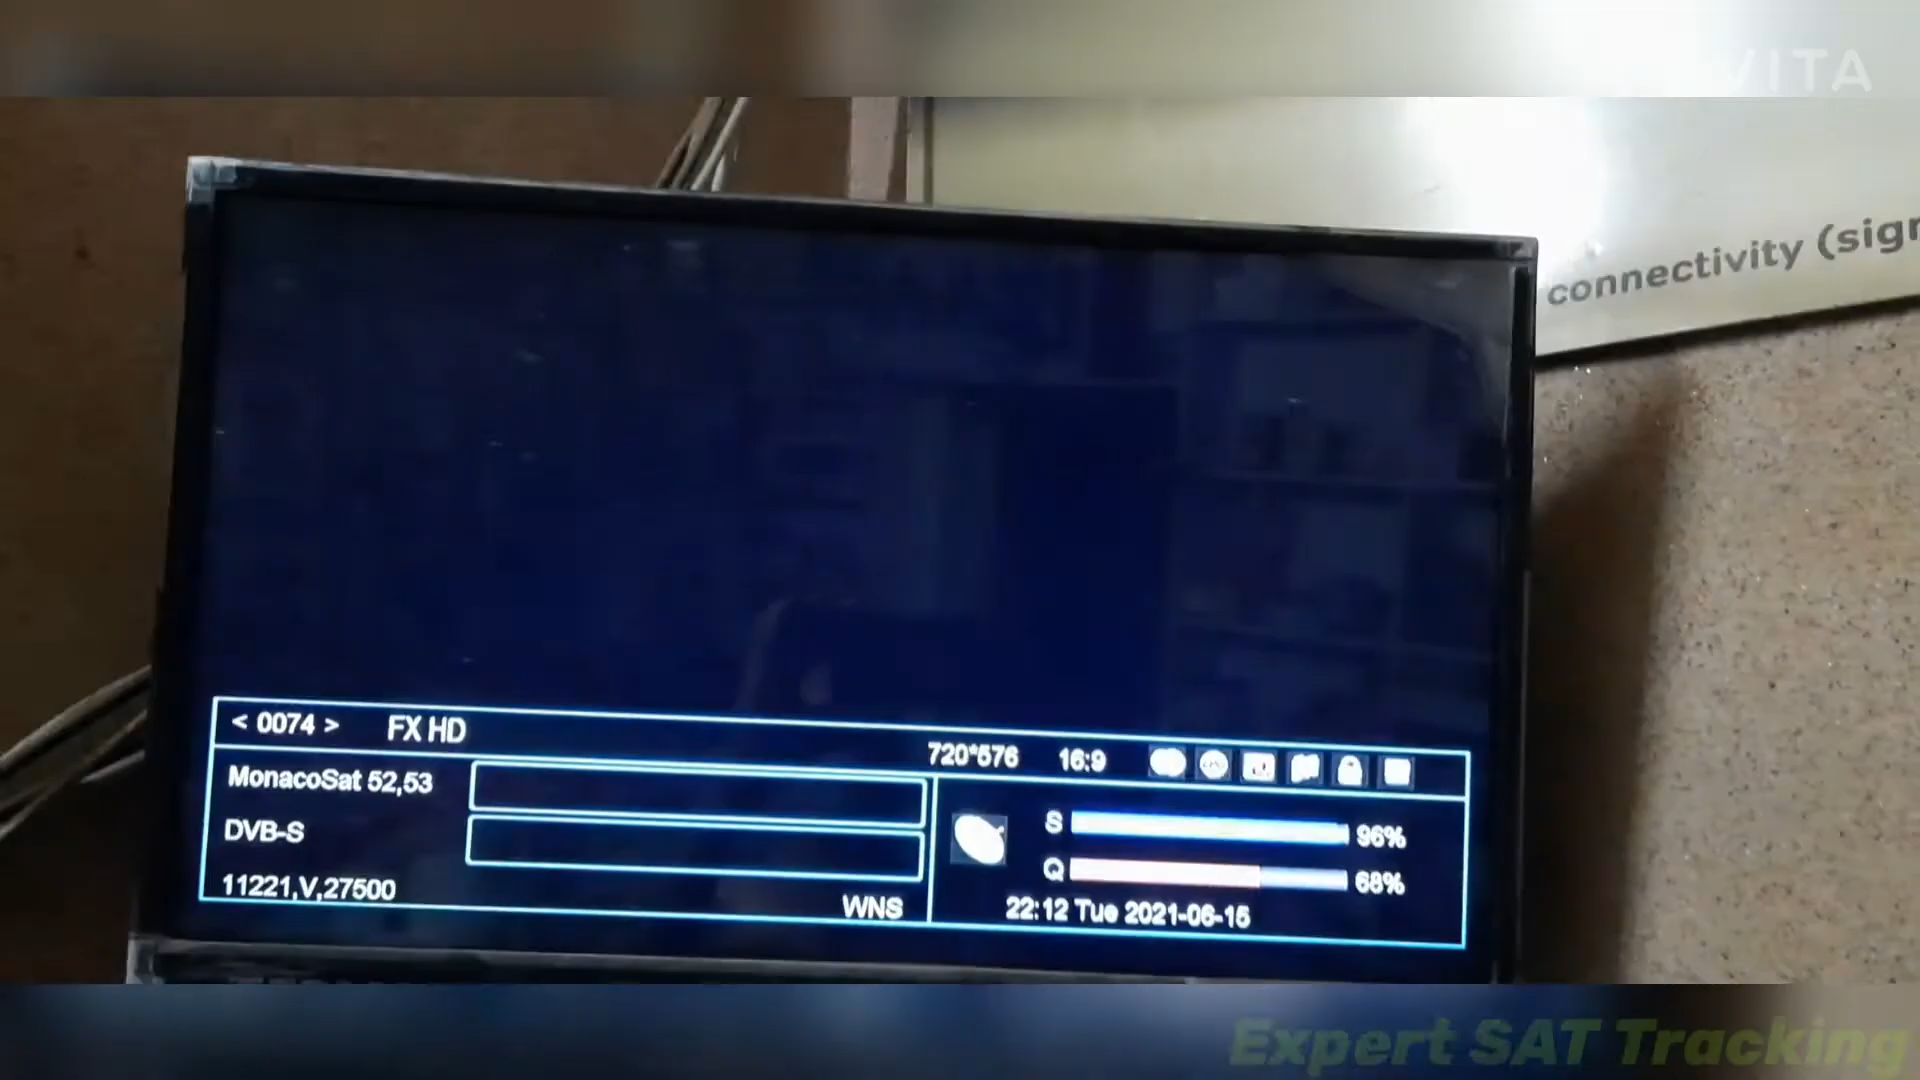 VITA
connectivity (sigr
< 0074 > FX HD
720*576 16:9
MonacoSat 52,53
DVB-S
11221,V,27500
WNS
S 96%
Q 68%
22:12 Tue 2021-06-15
Expert SAT Tracking